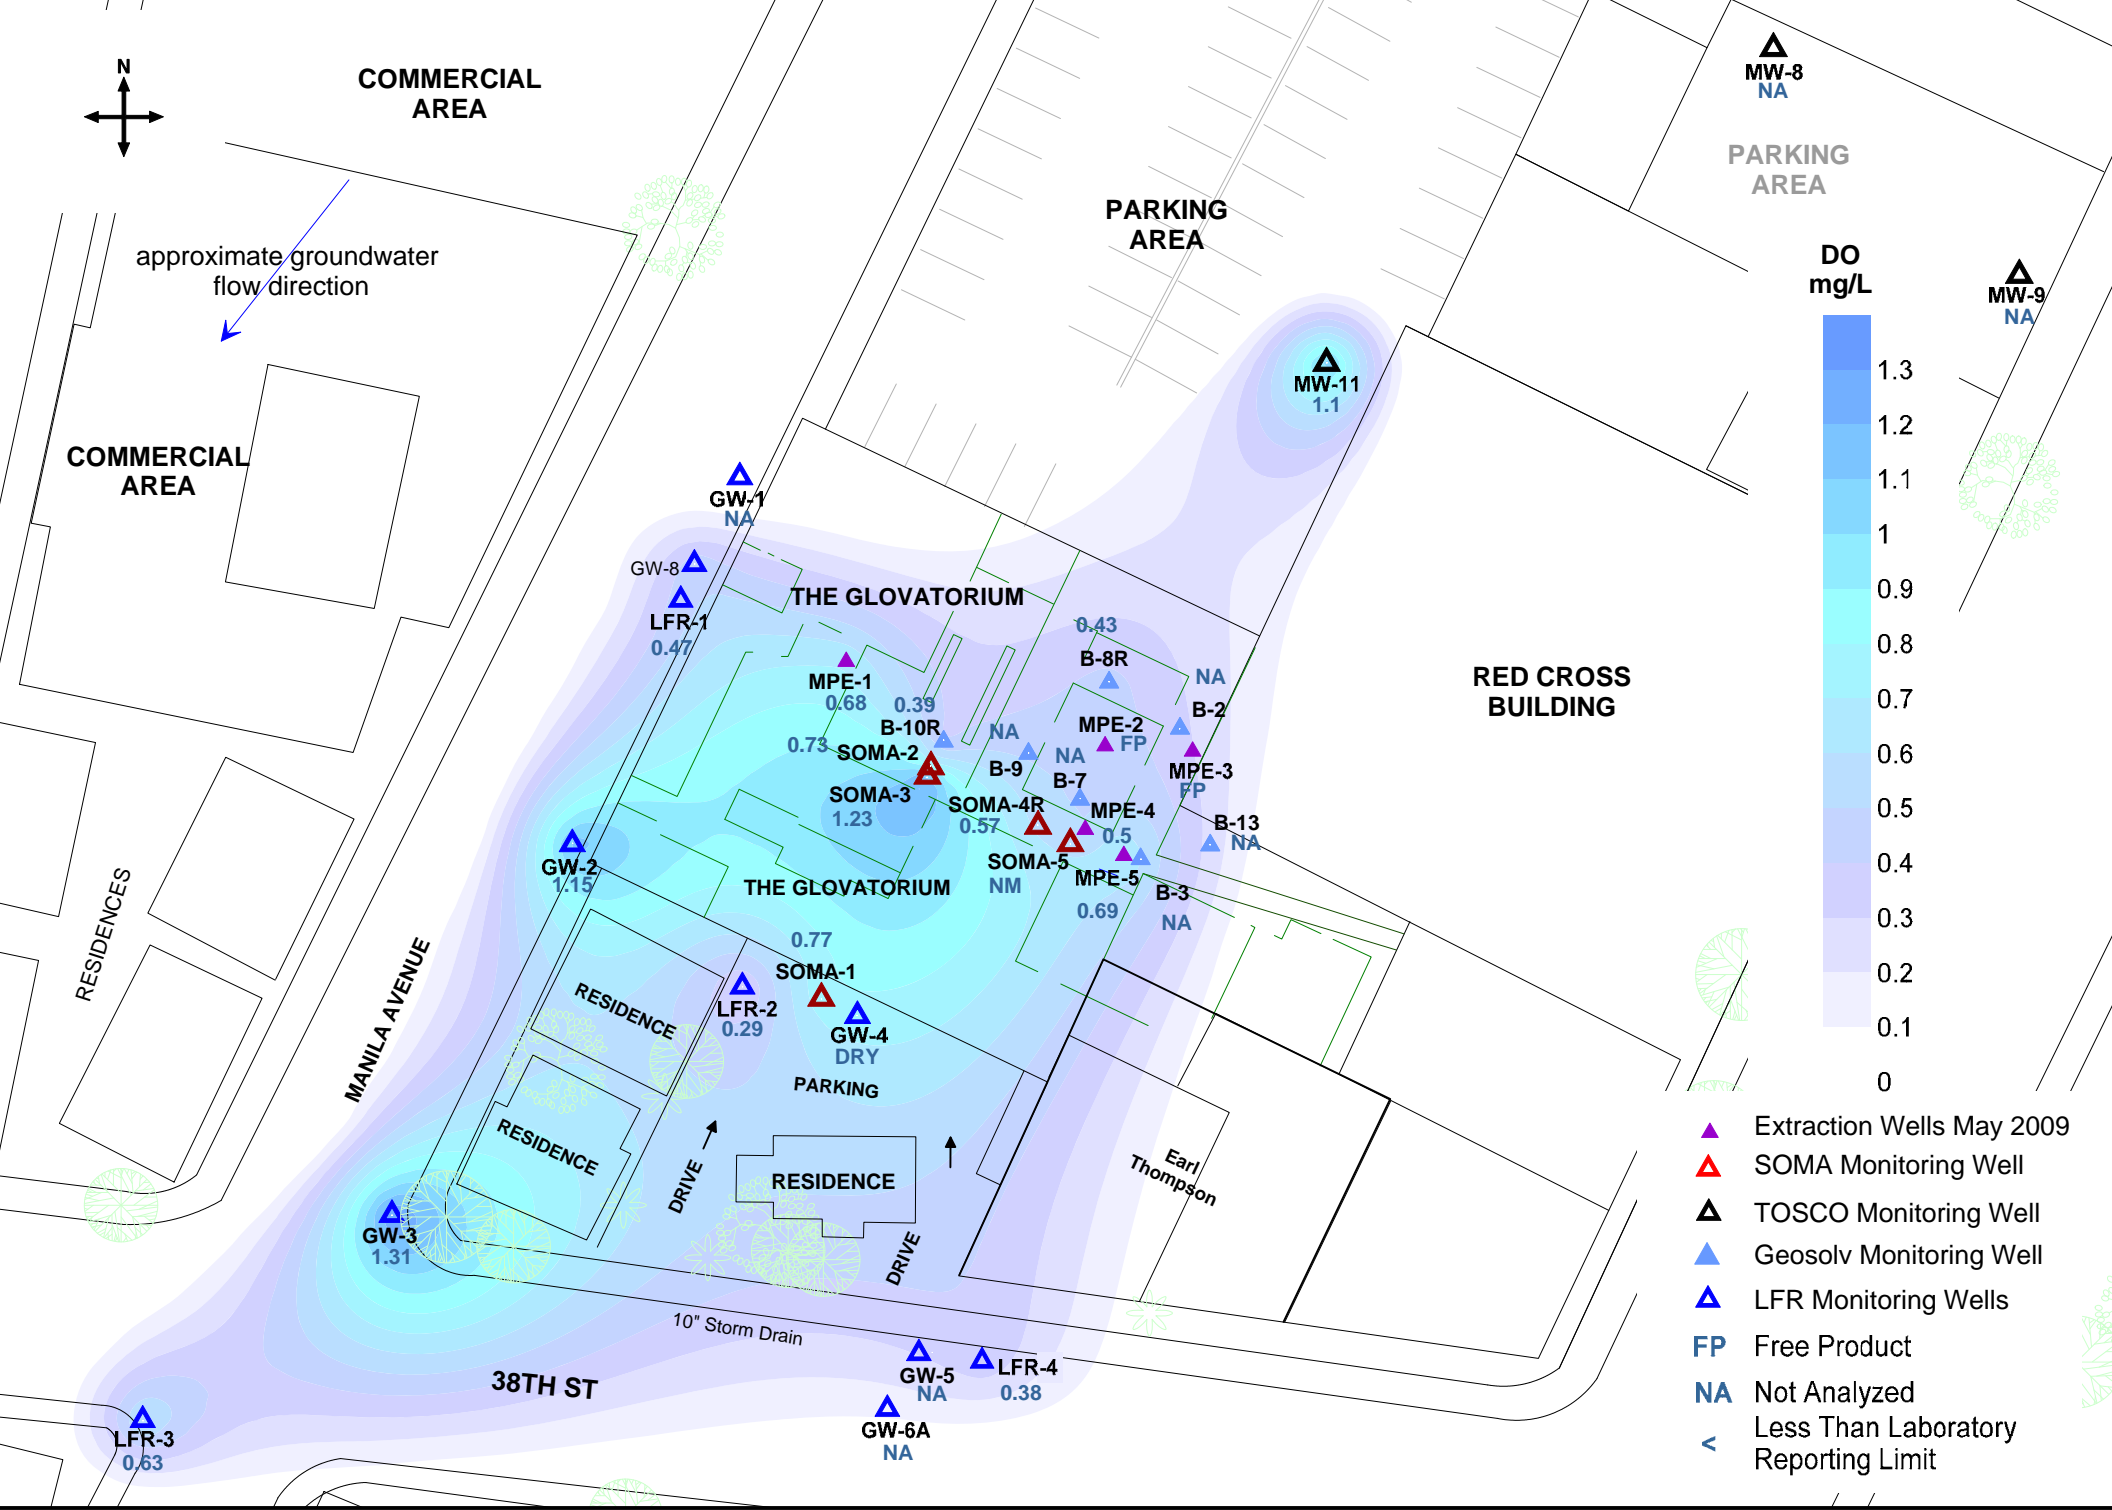 N
COMMERCIAL
AREA
approximate groundwater
flow direction
COMMERCIAL
AREA
PARKING
AREA
MW-8
NA
PARKING
AREA
MW-9
NA
MW-11
1.1
DO
mg/L
1.3
1.2
1.1
1
0.9
0.8
0.7
0.6
0.5
0.4
0.3
0.2
0.1
0
GW-1
NA
GW-8
LFR-1
0.47
THE GLOVATORIUM
MPE-1
0.68
0.39
B-10R
0.73
SOMA-2
SOMA-3
1.23
0.43
B-8R
NA
B-2
MPE-2
FP
NA
B-9
NA
B-7
MPE-3
FP
SOMA-4R
0.57
MPE-4
0.5
B-13
NA
SOMA-5
NM
MPE-5
0.69
B-3
NA
RED CROSS
BUILDING
GW-2
1.15
THE GLOVATORIUM
0.77
SOMA-1
LFR-2
0.29
GW-4
DRY
PARKING
RESIDENCES
MANILA AVENUE
RESIDENCE
RESIDENCE
DRIVE
RESIDENCE
DRIVE
Earl
Thompson
GW-3
1.31
10" Storm Drain
38TH ST
LFR-3
0.63
GW-5
NA
LFR-4
0.38
GW-6A
NA
Extraction Wells May 2009
SOMA Monitoring Well
TOSCO Monitoring Well
Geosolv Monitoring Well
LFR Monitoring Wells
FP Free Product
NA Not Analyzed
< Less Than Laboratory
Reporting Limit